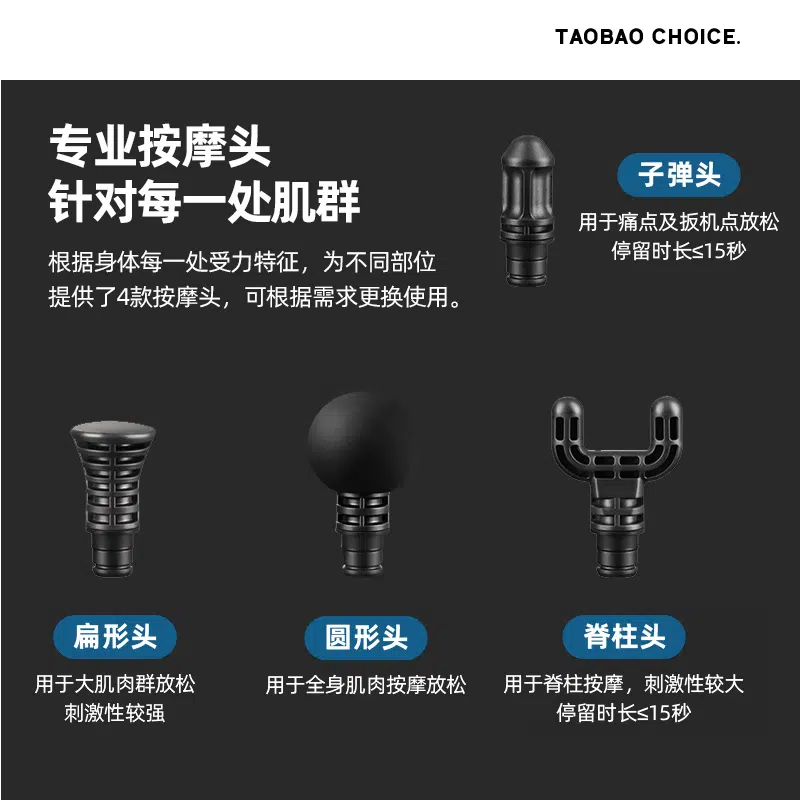 TAOBAO CHOICE.
专业按摩头
针对每一处肌群
根据身体每一处受力特征，为不同部位
提供了4款按摩头，可根据需求更换使用。
子弹头
用于痛点及扳机点放松
停留时长≤15秒
扁形头
用于大肌肉群放松
刺激性较强
圆形头
用于全身肌肉按摩放松
脊柱头
用于脊柱按摩，刺激性较大
停留时长≤15秒